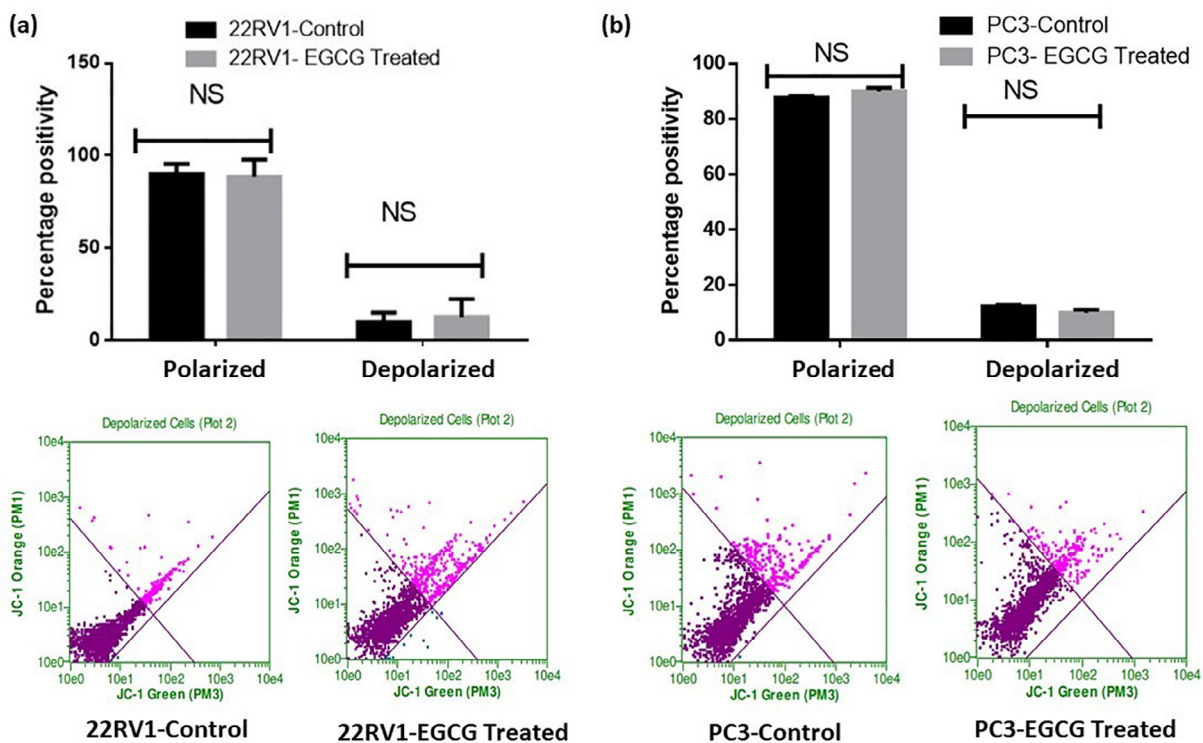 (a)
22RV1-Control
22RV1- EGCG Treated
Percentage positivity
150
100
50
0
NS
NS
Polarized
Depolarized
(b)
PC3-Control
PC3- EGCG Treated
Percentage positivity
100
80
60
40
20
0
NS
NS
Polarized
Depolarized
Depolarized Cells (Plot 2)
JC-1 Orange (PM1)
10e4
10e3
10e2
10e1
10e0
10e0 10e1 10e2 10e3 10e4
JC-1 Green (PM3)
22RV1-Control
Depolarized Cells (Plot 2)
JC-1 Orange (PM1)
10e4
10e3
10e2
10e1
10e0
10e0 10e1 10e2 10e3 10e4
JC-1 Green (PM3)
22RV1-EGCG Treated
Depolarized Cells (Plot 2)
JC-1 Orange (PM1)
10e4
10e3
10e2
10e1
10e0
10e0 10e1 10e2 10e3 10e4
JC-1 Green (PM3)
PC3-Control
Depolarized Cells (Plot 2)
JC-1 Orange (PM1)
10e4
10e3
10e2
10e1
10e0
10e0 10e1 10e2 10e3 10e4
JC-1 Green (PM3)
PC3-EGCG Treated